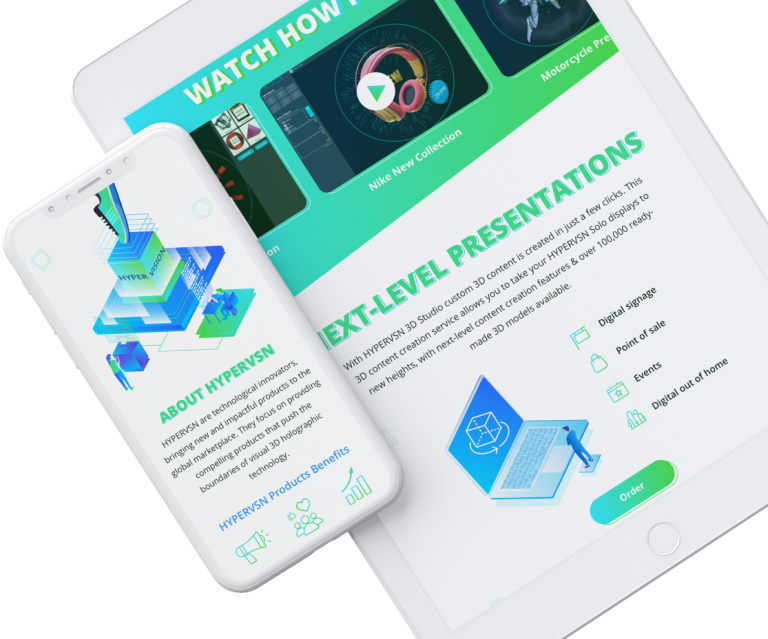 WATCH HOW
Nike New Collection
Motorcycle Pre
on
NEXT-LEVEL PRESENTATIONS
With HYPERVSN 3D Studio custom 3D content is created in just a few clicks. This
3D content creation service allows you to take your HYPERVSN Solo displays to
new heights, with next-level content creation features & over 100,000 ready-
made 3D models available.
Digital signage
Point of sale
Events
Digital out of home
Order
HYPER VISION
ABOUT HYPERVSN
HYPERVSN are technological innovators,
bringing new and impactful products to the
global marketplace. They focus on providing
compelling products that push the
boundaries of visual 3D holographic
technology.
HYPERVSN Products Benefits